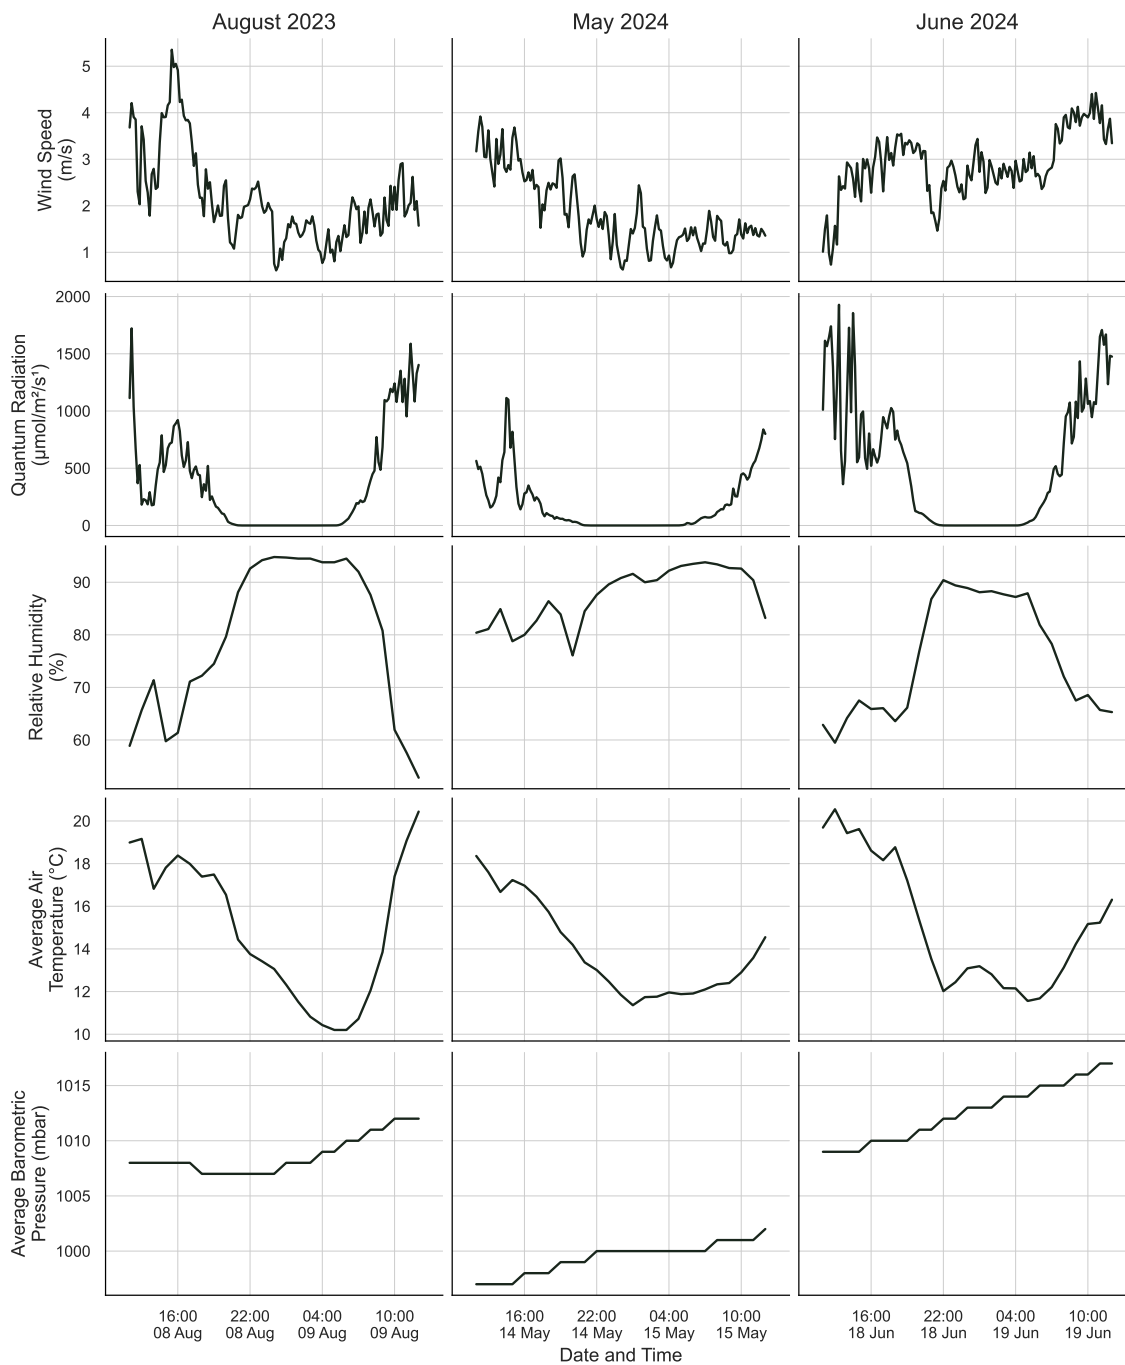 August 2023
May 2024
June 2024
Wind Speed
(m/s)
5
4
3
2
1
Quantum Radiation
(μmol/m²/s¹)
2000
1500
1000
500
0
Relative Humidity
(%)
90
80
70
60
Average Air
Temperature (°C)
20
18
16
14
12
10
Average Barometric
Pressure (mbar)
1015
1010
1005
1000
16:00
08 Aug
22:00
08 Aug
04:00
09 Aug
10:00
09 Aug
16:00
14 May
22:00
14 May
04:00
15 May
10:00
15 May
16:00
18 Jun
22:00
18 Jun
04:00
19 Jun
10:00
19 Jun
Date and Time